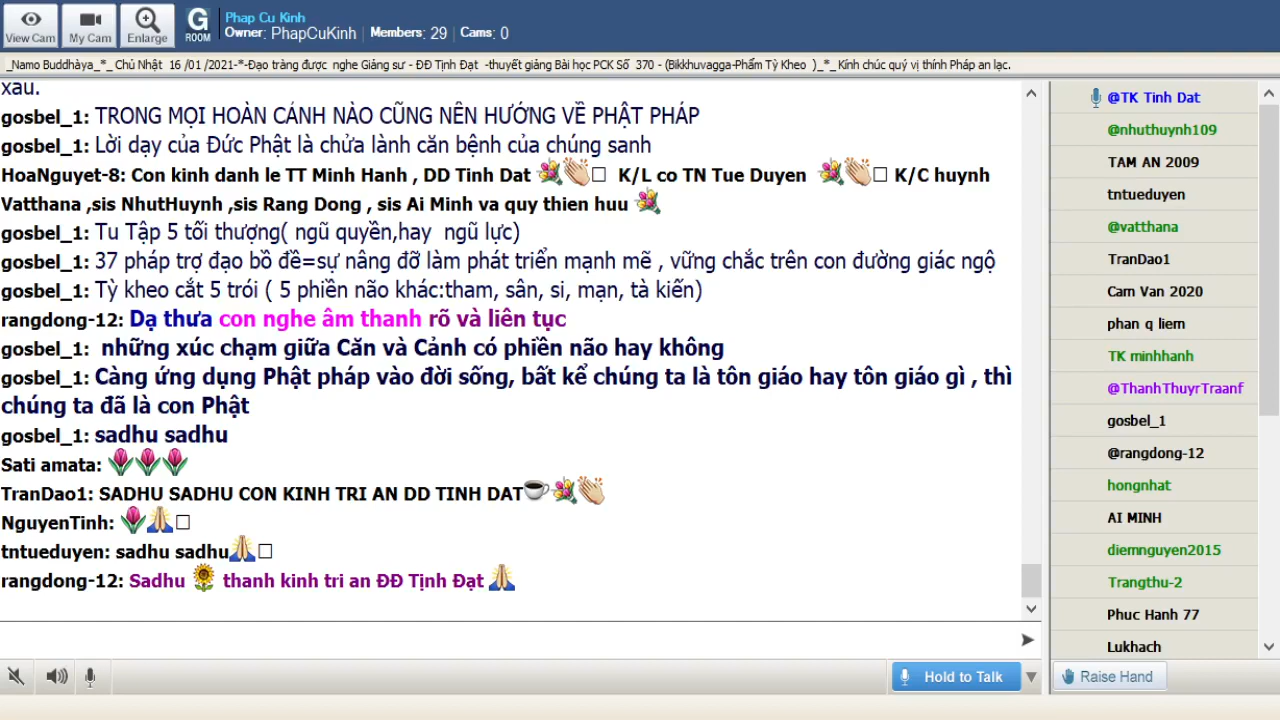 View Cam
My Cam
Enlarge
G
ROOM
Phap Cu Kinh
Owner: PhapCuKinh | Members: 29 | Cams: 0
_Namo Buddhàya_*_ Chủ Nhật 16 /01 /2021-*-Đạo tràng được nghe Giảng sư - ĐĐ Tịnh Đạt -thuyết giảng Bài học PCK Số 370 - (Bikkhuvagga-Phẩm Tỳ Kheo )_*_Kính chúc quý vị thính Pháp an lạc.
xấu.
gosbel_1: TRONG MỌI HOÀN CẢNH NÀO CŨNG NÊN HƯỚNG VỀ PHẬT PHÁP
gosbel_1: Lời dạy của Đức Phật là chửa lành căn bệnh của chúng sanh
HoaNguyet-8: Con kinh danh le TT Minh Hanh , DD Tinh Dat 💐👏 K/L co TN Tue Duyen 💐👏 K/C huynh
Vatthana ,sis NhutHuynh ,sis Rang Dong , sis Ai Minh va quy thien huu 💐
gosbel_1: Tu Tập 5 tối thượng( ngũ quyền,hay ngũ lực)
gosbel_1: 37 pháp trợ đạo bồ đề=sự nâng đỡ làm phát triển mạnh mẽ , vững chắc trên con đường giác ngộ
gosbel_1: Tỳ kheo cắt 5 trói ( 5 phiền não khác:tham, sân, si, mạn, tà kiến)
rangdong-12: Dạ thưa con nghe âm thanh rõ và liên tục
gosbel_1: những xúc chạm giữa Căn và Cảnh có phiền não hay không
gosbel_1: Càng ứng dụng Phật pháp vào đời sống, bất kể chúng ta là tôn giáo hay tôn giáo gì , thì
chúng ta đã là con Phật
gosbel_1: sadhu sadhu
Sati amata: 🌷🌷🌷
TranDao1: SADHU SADHU CON KINH TRI AN DD TINH DAT☕💐👏
NguyenTinh: 🌷🙏
tntueduyen: sadhu sadhu🙏
rangdong-12: Sadhu 🌻 thanh kinh tri an ĐĐ Tịnh Đạt 🙏
Hold to Talk
@TK Tinh Dat
@nhuthuynh109
TAM AN 2009
tntueduyen
@vatthana
TranDao1
Cam Van 2020
phan q liem
TK minhhanh
@ThanhThuyrTraanf
gosbel_1
@rangdong-12
hongnhat
AI MINH
diemnguyen2015
Trangthu-2
Phuc Hanh 77
Lukhach
Raise Hand